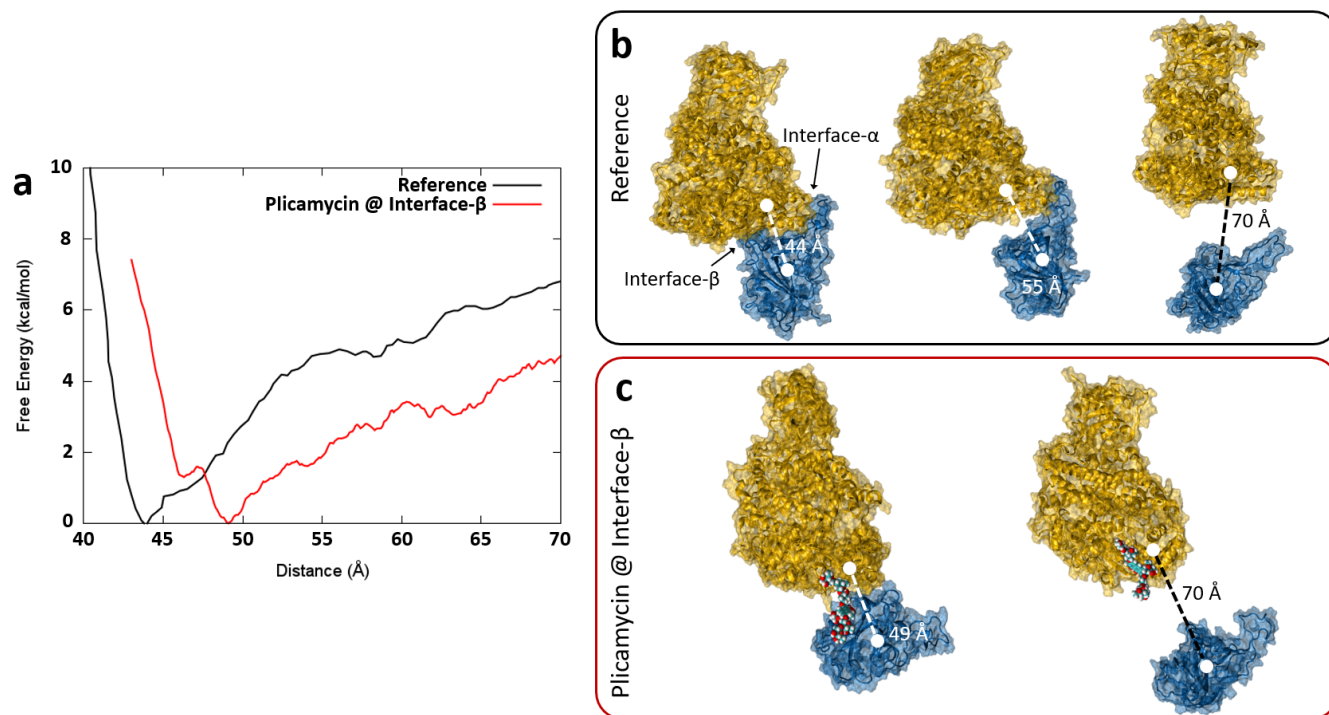 a
10
8
6
4
2
0
40
45
50
55
60
65
70
Free Energy (kcal/mol)
Distance (Å)
Reference
Plicamycin @ Interface-β
b
Reference
Interface-α
Interface-β
44 Å
55 Å
70 Å
c
Plicamycin @ Interface-β
49 Å
70 Å